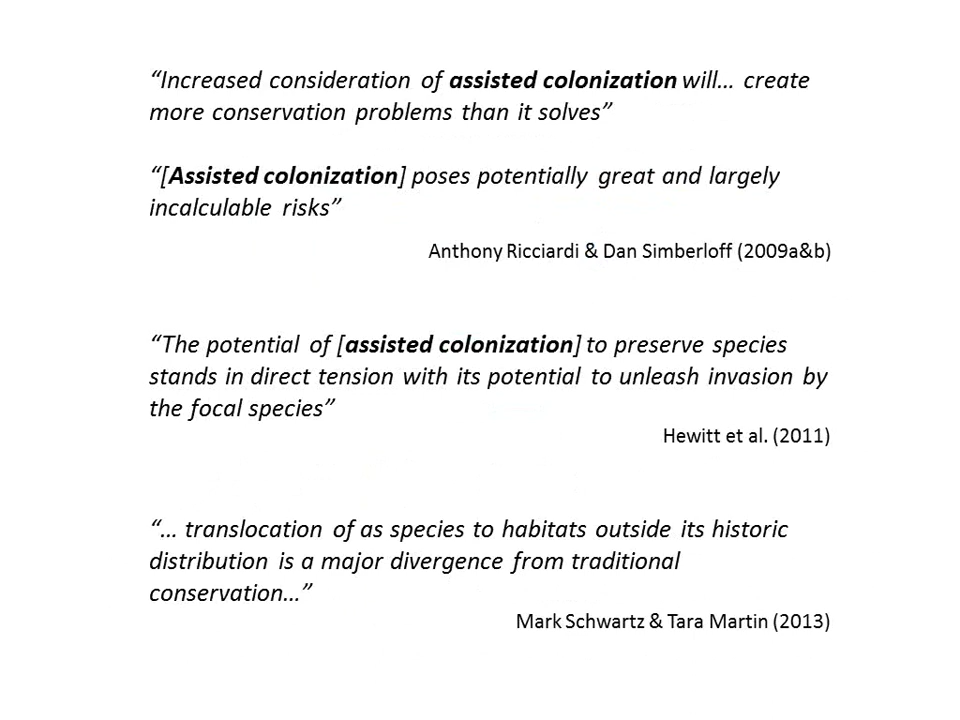 “Increased consideration of assisted colonization will… create
more conservation problems than it solves”
“[Assisted colonization] poses potentially great and largely
incalculable risks”
Anthony Ricciardi & Dan Simberloff (2009a&b)
“The potential of [assisted colonization] to preserve species
stands in direct tension with its potential to unleash invasion by
the focal species”
Hewitt et al. (2011)
“… translocation of as species to habitats outside its historic
distribution is a major divergence from traditional
conservation…”
Mark Schwartz & Tara Martin (2013)